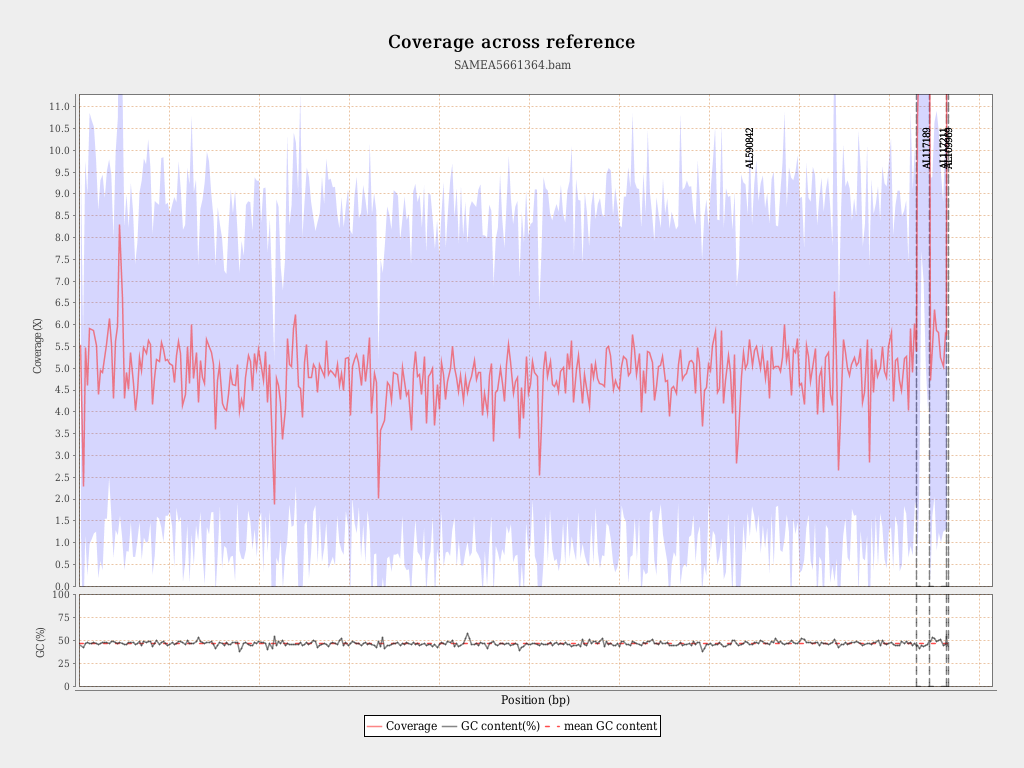 Coverage across reference
SAMEA5661364.bam
Coverage (X)
11.0
10.5
10.0
9.5
9.0
8.5
8.0
7.5
7.0
6.5
6.0
5.5
5.0
4.5
4.0
3.5
3.0
2.5
2.0
1.5
1.0
0.5
0.0
AL590842
AL117189
AL117211
AL109969
GC (%)
100
75
50
25
0
Position (bp)
Coverage GC content(%) mean GC content